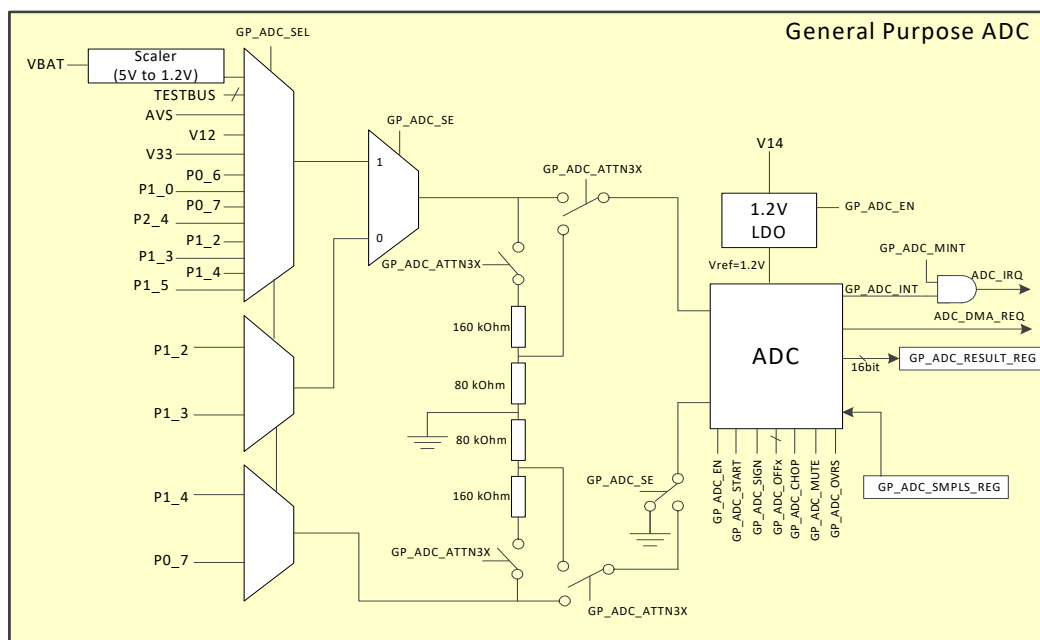 General Purpose ADC
GP_ADC_SEL
VBAT
Scaler
(5V to 1.2V)
TESTBUS
AVS
V12
V33
P0_6
P1_0
P0_7
P2_4
P1_2
P1_3
P1_4
P1_5
GP_ADC_SE
1
0
P1_2
P1_3
P1_4
P0_7
GP_ADC_ATTN3X
GP_ADC_ATTN3X
160 kOhm
80 kOhm
80 kOhm
160 kOhm
GP_ADC_ATTN3X
GP_ADC_ATTN3X
GP_ADC_SE
V14
1.2V
LDO
GP_ADC_EN
Vref=1.2V
ADC
GP_ADC_MINT
GP_ADC_INT
ADC_IRQ
ADC_DMA_REQ
16bit
GP_ADC_RESULT_REG
GP_ADC_SMPLS_REG
GP_ADC_EN
GP_ADC_START
GP_ADC_SIGN
GP_ADC_OFFx
GP_ADC_CHOP
GP_ADC_MUTE
GP_ADC_OVRS